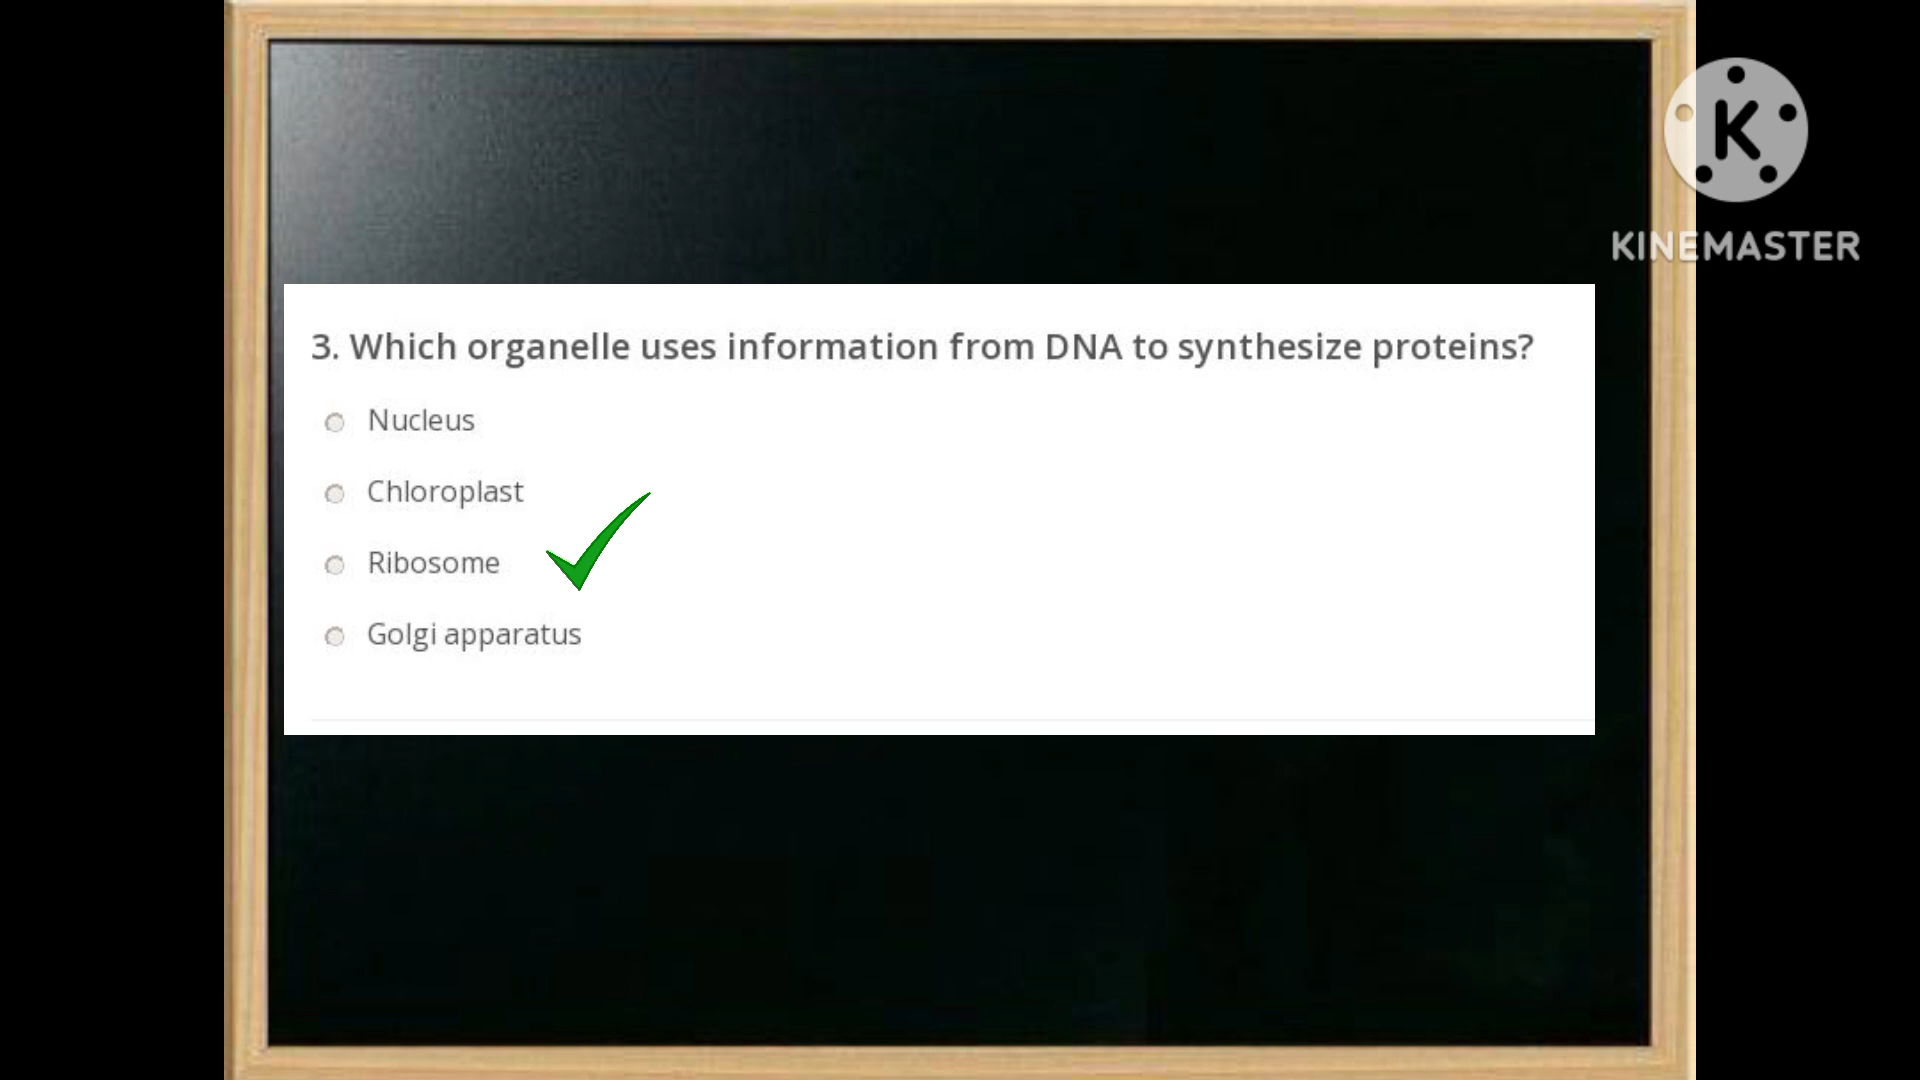 K
KINEMASTER
3. Which organelle uses information from DNA to synthesize proteins?
Nucleus
Chloroplast
Ribosome
Golgi apparatus